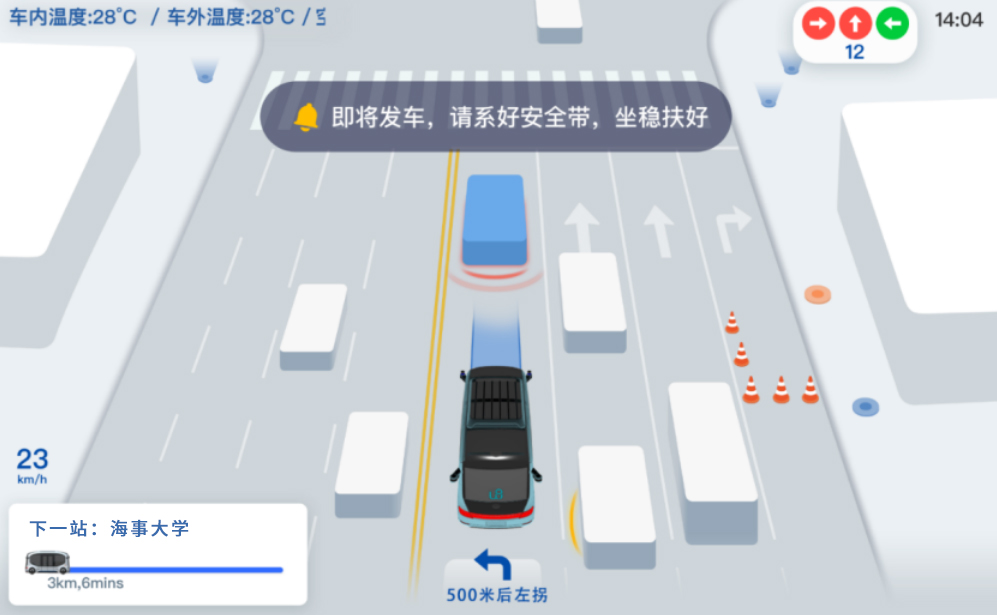 车内温度:28℃ / 车外温度:28℃ /
12
14:04
即将发车，请系好安全带，坐稳扶好
23
km/h
下一站：海事大学
3km,6mins
500米后左拐